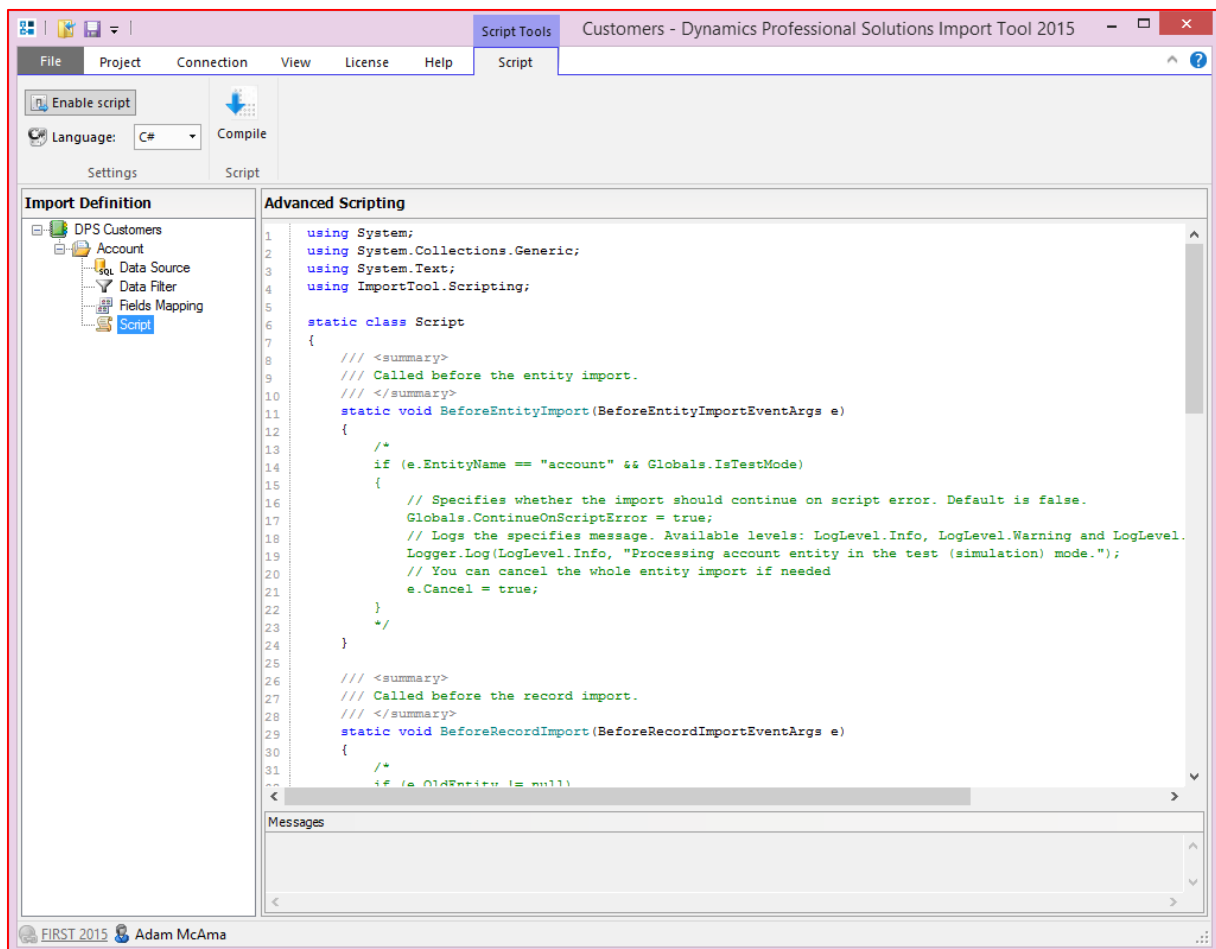 Script Tools
Customers - Dynamics Professional Solutions Import Tool 2015
File Project Connection View License Help Script
Enable script
Language: C#
Compile
Settings
Script
Import Definition
DPS Customers
Account
SQL Data Source
Data Filter
Fields Mapping
Script
Advanced Scripting
1 using System;
2 using System.Collections.Generic;
3 using System.Text;
4 using ImportTool.Scripting;
5
6 static class Script
7 {
8 /// <summary>
9 /// Called before the entity import.
10 /// </summary>
11 static void BeforeEntityImport(BeforeEntityImportEventArgs e)
12 {
13 /*
14 if (e.EntityName == "account" && Globals.IsTestMode)
15 {
16 // Specifies whether the import should continue on script error. Default is false.
17 Globals.ContinueOnScriptError = true;
18 // Logs the specifies message. Available levels: LogLevel.Info, LogLevel.Warning and LogLevel.
19 Logger.Log(LogLevel.Info, "Processing account entity in the test (simulation) mode.");
20 // You can cancel the whole entity import if needed
21 e.Cancel = true;
22 }
23 */
24 }
25
26 /// <summary>
27 /// Called before the record import.
28 /// </summary>
29 static void BeforeRecordImport(BeforeRecordImportEventArgs e)
30 {
31 /*
if (e.OldEntity != null)
Messages
FIRST 2015 Adam McAma